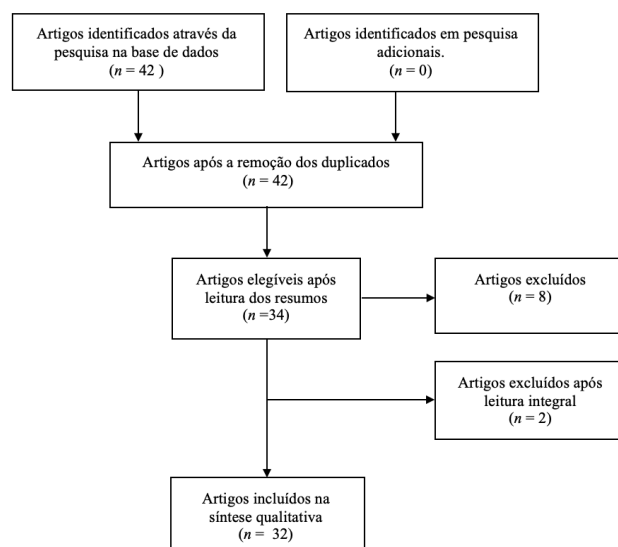 Artigos identificados através da
pesquisa na base de dados
(n = 42 )
Artigos identificados em pesquisa
adicionais.
(n = 0)
Artigos após a remoção dos duplicados
(n = 42)
Artigos elegíveis após
leitura dos resumos
(n =34)
Artigos excluídos
(n = 8)
Artigos excluídos após
leitura integral
(n = 2)
Artigos incluídos na
síntese qualitativa
(n = 32)